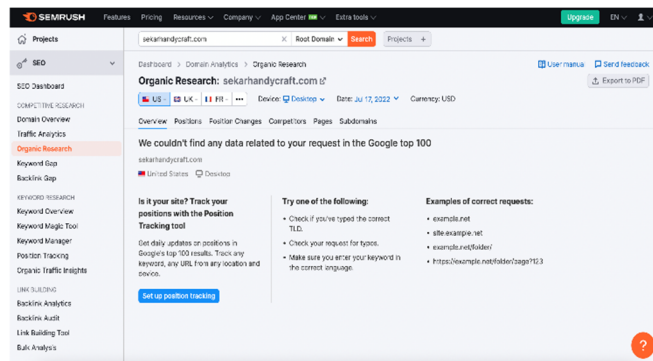 SEMRUSH Features Pricing Resources Company App Center Extra tools Upgrade EN
Projects
sekarhandycraft.com × Root Domain Search Projects +
SEO
Dashboard > Domain Analytics > Organic Research User manual Send feedback
Organic Research: sekarhandycraft.com Export to PDF
SEO Dashboard
US UK FR ••• Device: Desktop Date: Jul 17, 2022 Currency: USD
COMPETITIVE RESEARCH
Domain Overview
Traffic Analytics
Organic Research
Keyword Gap
Backlink Gap
Overview Positions Position Changes Competitors Pages Subdomains
We couldn't find any data related to your request in the Google top 100
sekarhandycraft.com
United States Desktop
KEYWORD RESEARCH
Keyword Overview
Keyword Magic Tool
Keyword Manager
Position Tracking
Organic Traffic Insights
Is it your site? Track your
positions with the Position
Tracking tool
Get daily updates on positions in
Google's top 100 results. Track any
keyword, any URL from any location and
device.
Set up position tracking
Try one of the following:
• Check if you've typed the correct
TLD.
• Check your request for typos.
• Make sure you enter your keyword in
the correct language.
Examples of correct requests:
• example.net
• site.example.net
• example.net/folder/
• https://example.net/folder/page?123
LINK BUILDING
Backlink Analytics
Backlink Audit
Link Building Tool
Bulk Analysis
?